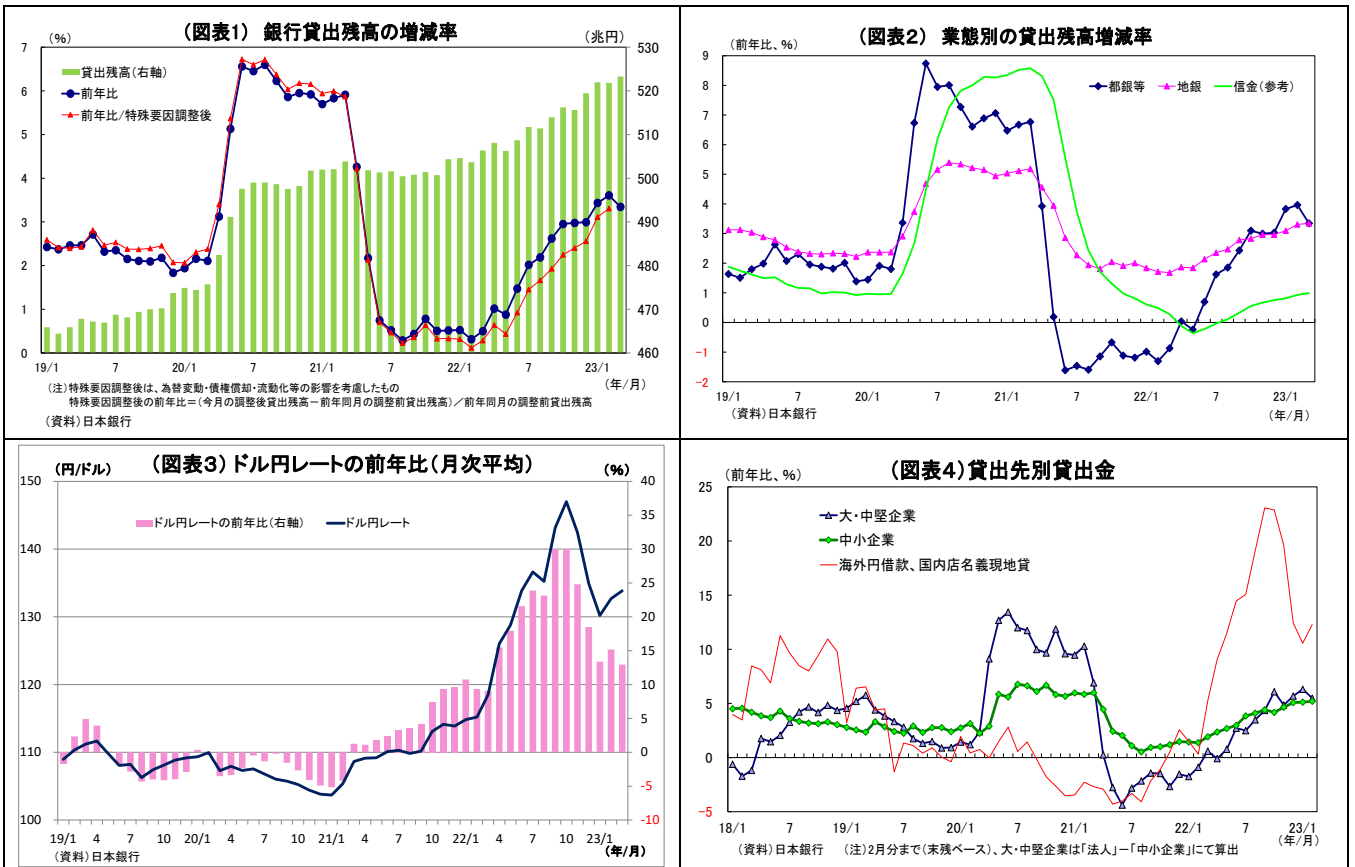 (図表1) 銀行貸出残高の増減率
(%)
(兆円)
貸出残高(右軸)
前年比
前年比/特殊要因調整後
7
6
5
4
3
2
1
0
530
520
510
500
490
480
470
460
19/1 7 20/1 7 21/1 7 22/1 7 23/1
(年/月)
(注)特殊要因調整後は、為替変動・債権償却・流動化等の影響を考慮したもの
特殊要因調整後の前年比=(今月の調整後貸出残高-前年同月の調整前貸出残高)/前年同月の調整前貸出残高
(資料)日本銀行
(図表2) 業態別の貸出残高増減率
(前年比、%)
都銀等 地銀 信金(参考)
9
8
7
6
5
4
3
2
1
0
-1
-2
19/1 7 20/1 7 21/1 7 22/1 7 23/1
(資料)日本銀行
(年/月)
(図表3) ドル円レートの前年比(月次平均)
(円/ドル)
(%)
ドル円レートの前年比(右軸) ドル円レート
150
140
130
120
110
100
40
35
30
25
20
15
10
5
0
-5
-10
19/1 4 7 10 20/1 4 7 10 21/1 4 7 10 22/1 4 7 10 23/1
(資料)日本銀行
(年/月)
(図表4)貸出先別貸出金
(前年比、%)
大・中堅企業
中小企業
海外円借款、国内店名義現地貸
25
20
15
10
5
0
-5
18/1 7 19/1 7 20/1 7 21/1 7 22/1 7 23/1
(年/月)
(資料)日本銀行 (注)2月分まで(末残ベース)、大・中堅企業は「法人」-「中小企業」にて算出